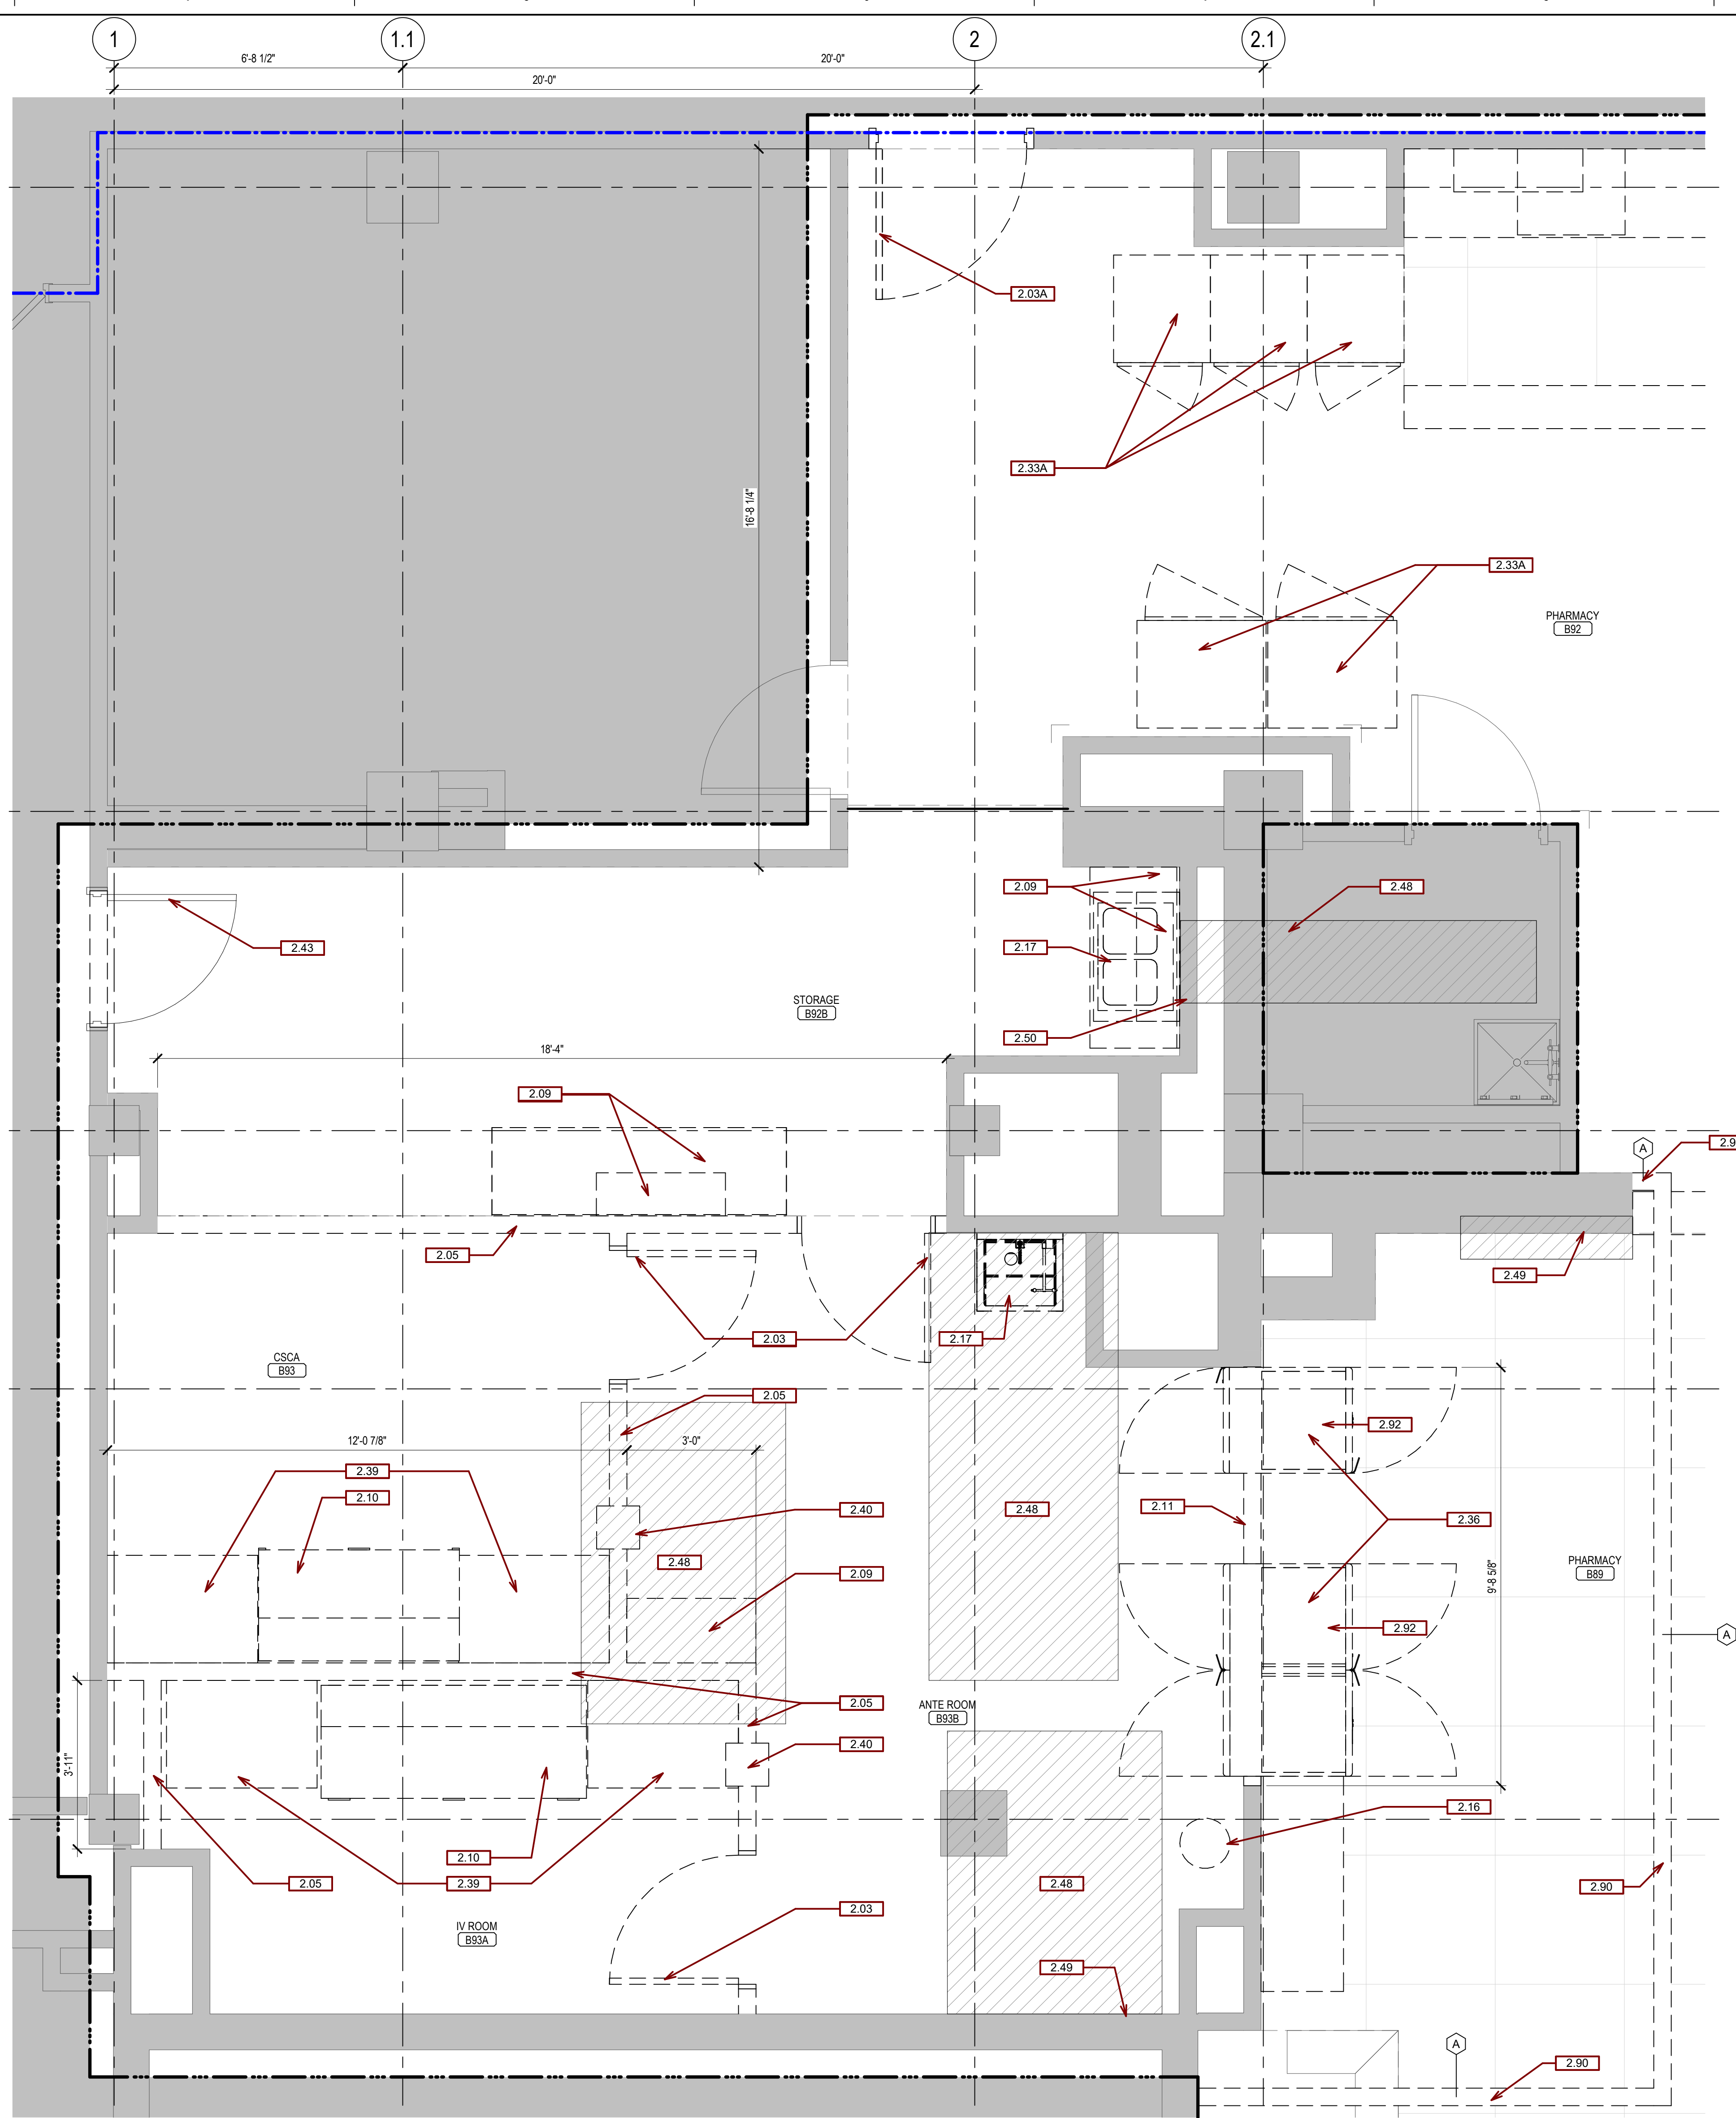 1
1.1
2
2.1
6'-8 1/2"
20'-0"
20'-0"
2.03A
2.33A
16'-8 1/4"
2.33A
PHARMACY
B92
2.09
2.48
2.17
2.43
STORAGE
B92B
2.50
18'-4"
2.09
A
2.9
2.05
2.49
2.03
2.17
CSCA
B93
2.05
2.92
12'-0 7/8"
3'-0"
2.39
2.10
2.40
2.48
2.11
2.36
2.48
2.09
PHARMACY
B89
9'-8 5/8"
2.92
A
2.05
ANTE ROOM
B93B
2.40
3'-11"
2.16
2.10
2.05
2.39
2.48
2.90
2.03
IV ROOM
B93A
2.49
A
2.90